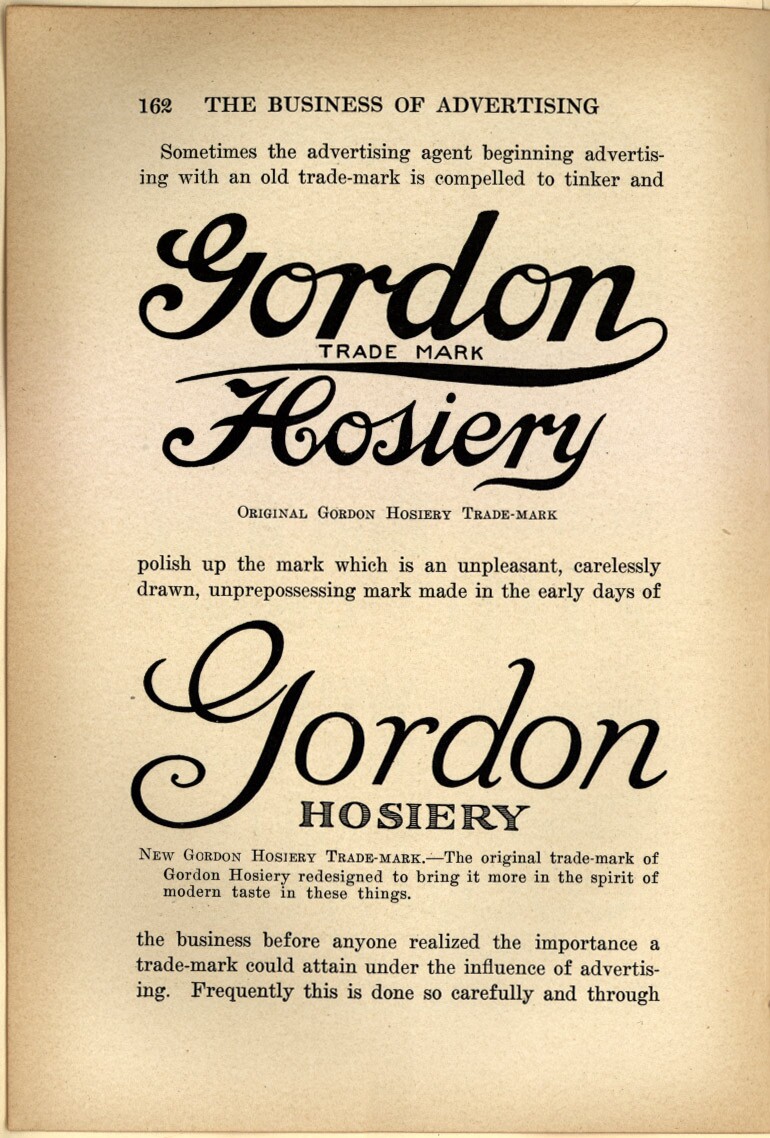 162 THE BUSINESS OF ADVERTISING
Sometimes the advertising agent beginning advertis-
ing with an old trade-mark is compelled to tinker and
Gordon
TRADE MARK
Hosiery
ORIGINAL GORDON HOSIERY TRADE-MARK
polish up the mark which is an unpleasant, carelessly
drawn, unprepossessing mark made in the early days of
Gordon
HOSIERY
NEW GORDON HOSIERY TRADE-MARK.—The original trade-mark of
Gordon Hosiery redesigned to bring it more in the spirit of
modern taste in these things.
the business before anyone realized the importance a
trade-mark could attain under the influence of advertis-
ing. Frequently this is done so carefully and through